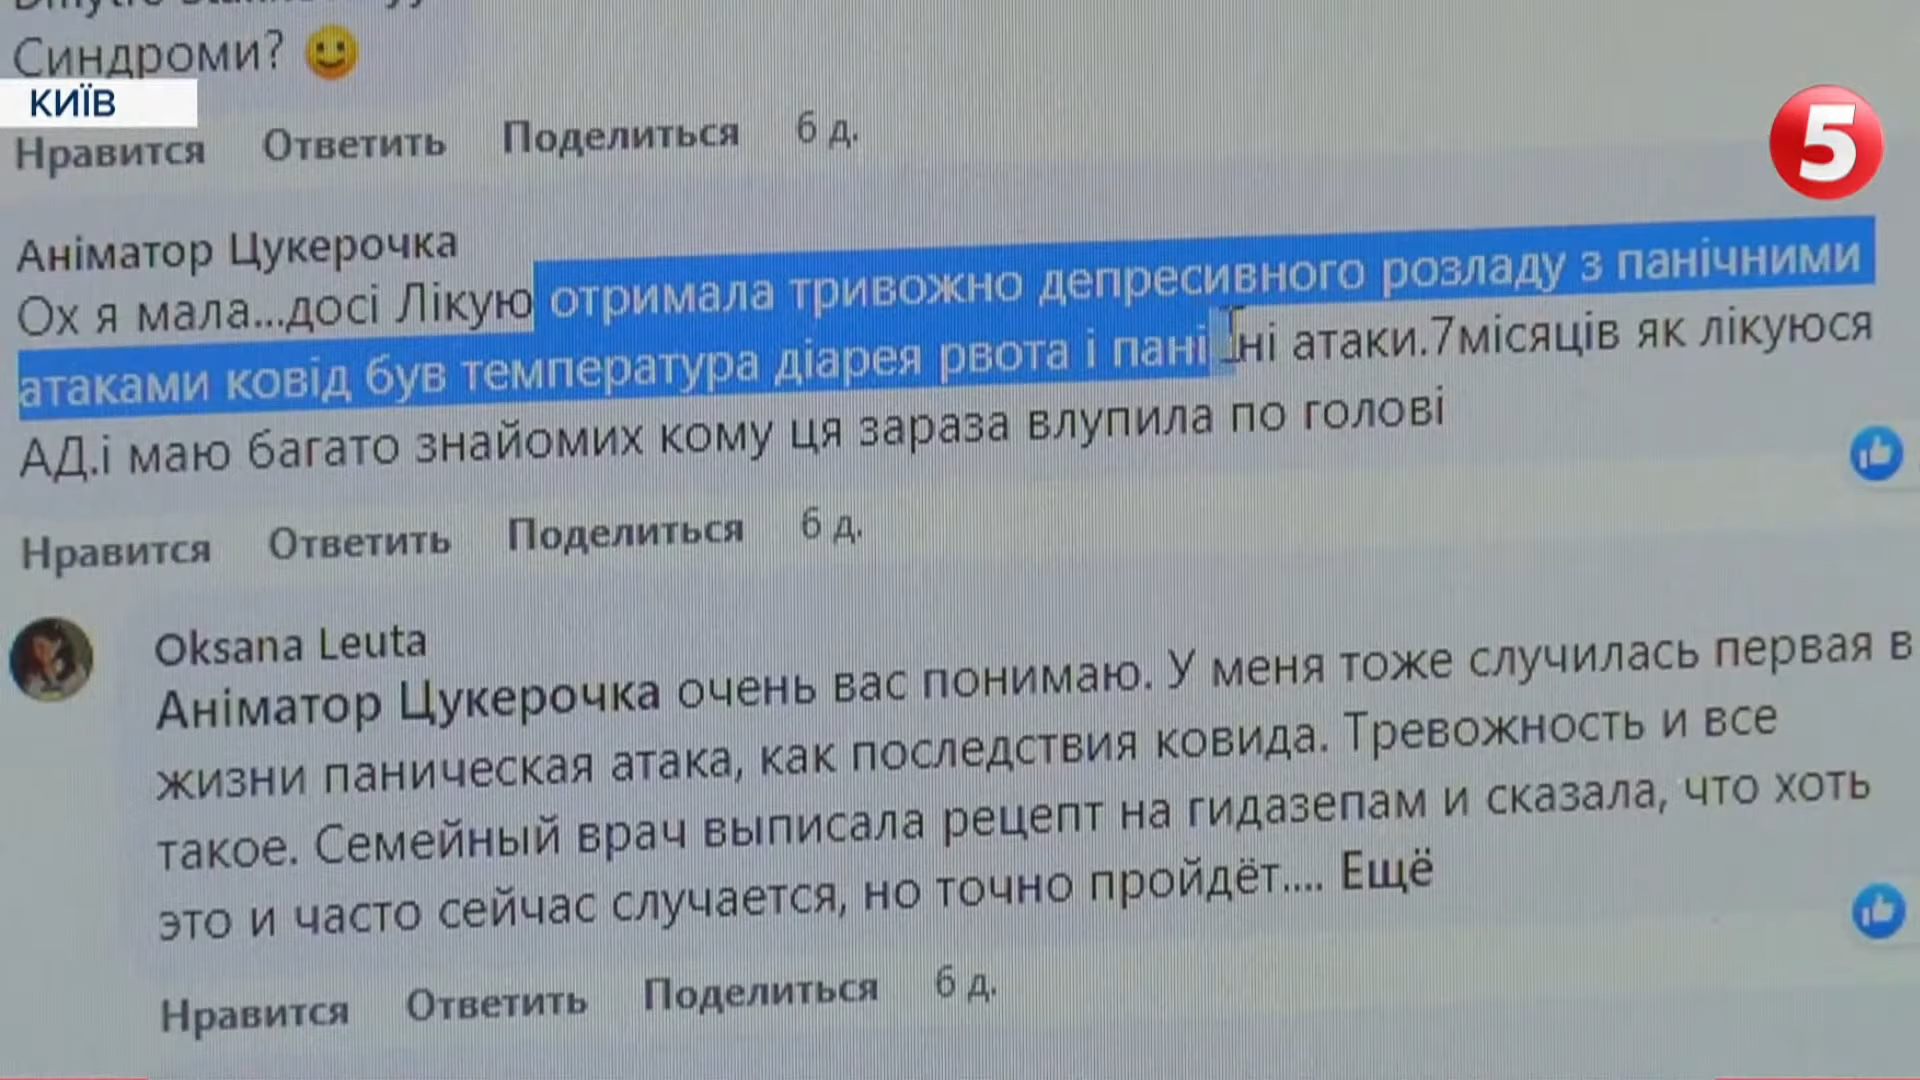 Синдроми? 🙂
КИЇВ
Нравится Ответить Поделиться 6 д.
5
Аніматор Цукерочка
Ох я мала...досі Лікую отримала тривожно депресивного розладу з панічними
атаками ковід був температура діарея рвота і пані ні атаки.7місяців як лікуюся
АД.і маю багато знайомих кому ця зараза влупила по голові
Нравится Ответить Поделиться 6 д.
Oksana Leuta
Аніматор Цукерочка очень вас понимаю. У меня тоже случилась первая в
жизни паническая атака, как последствия ковида. Тревожность и все
такое. Семейный врач выписала рецепт на гидазепам и сказала, что хоть
это и часто сейчас случается, но точно пройдёт.... Ещё
Нравится Ответить Поделиться 6 д.